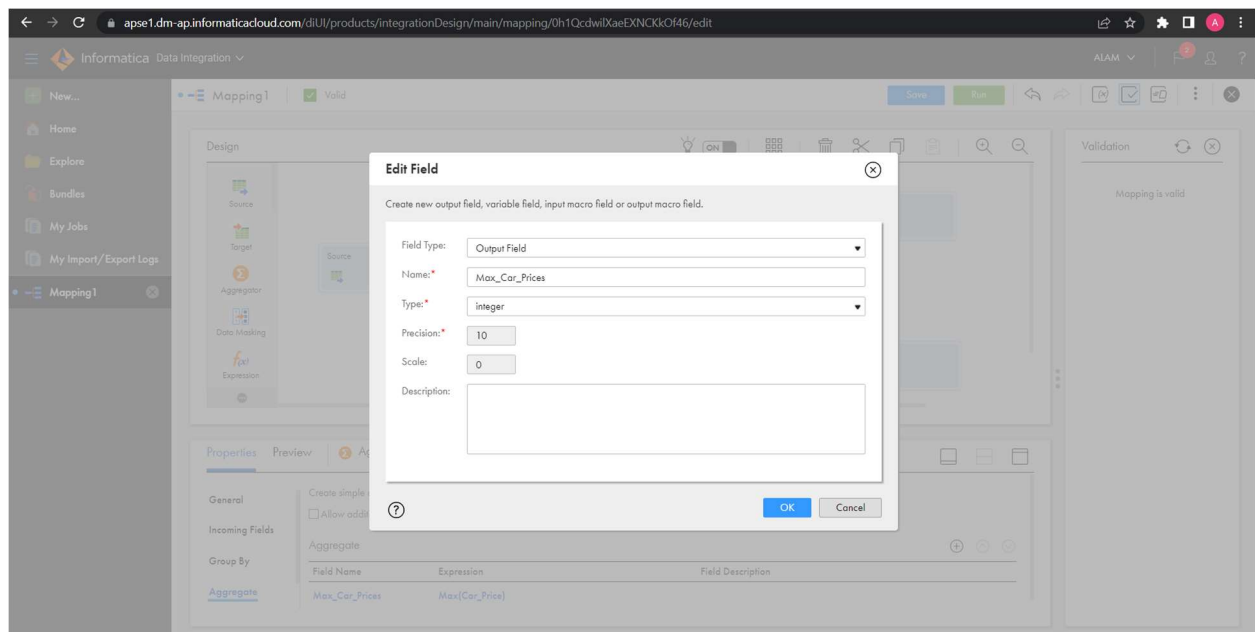 apse1.dm-ap.informaticacloud.com/diUI/products/integrationDesign/main/mapping/0h1QcdwilXaeEXNCKkOf46/edit
A
Informatica Data Integration
ALAM
2
?
New...
Mapping1
Valid
Save
Run
Home
Explore
Bundles
My Jobs
My Import/Export Logs
Mapping1
Design
ON
Validation
Mapping is valid
Source
Target
Aggregator
Data Masking
Expression
Source
Edit Field
Create new output field, variable field, input macro field or output macro field.
Field Type:
Output Field
Name:*
Max_Car_Prices
Type:*
integer
Precision:*
10
Scale:
0
Description:
?
OK
Cancel
Properties
Preview
General
Create simple
Allow
Incoming Fields
Aggregate
Group By
Field Name
Expression
Field Description
Aggregate
Max_Car_Prices
Max(Car_Price)